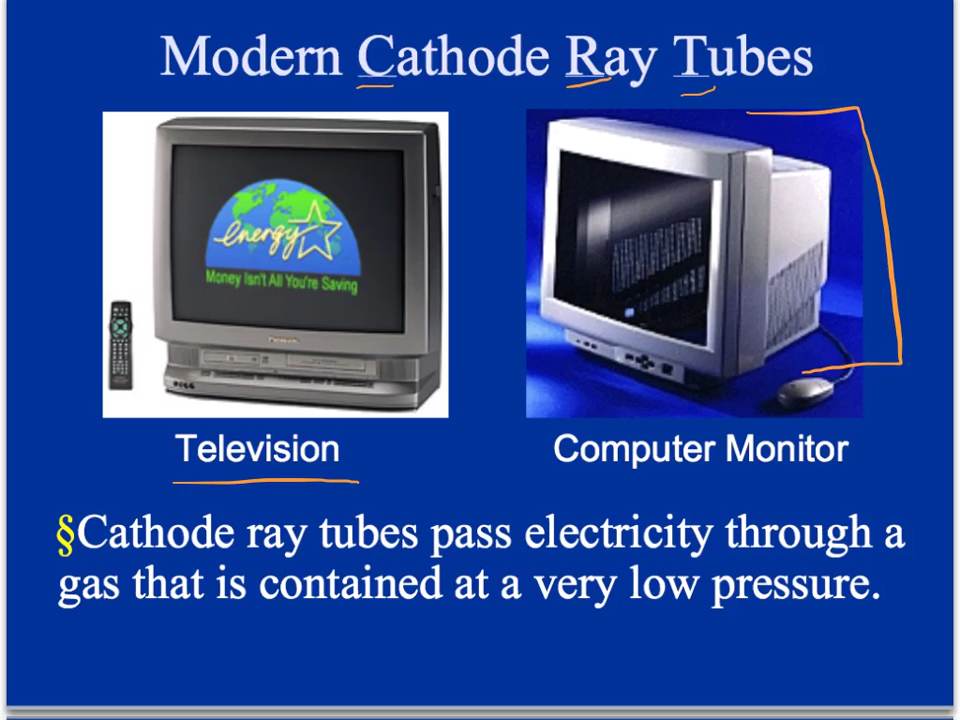 Modern Cathode Ray Tubes
energy
Money Isn't All You're Saving
Panasonic
Television
Computer Monitor
§Cathode ray tubes pass electricity through a
gas that is contained at a very low pressure.